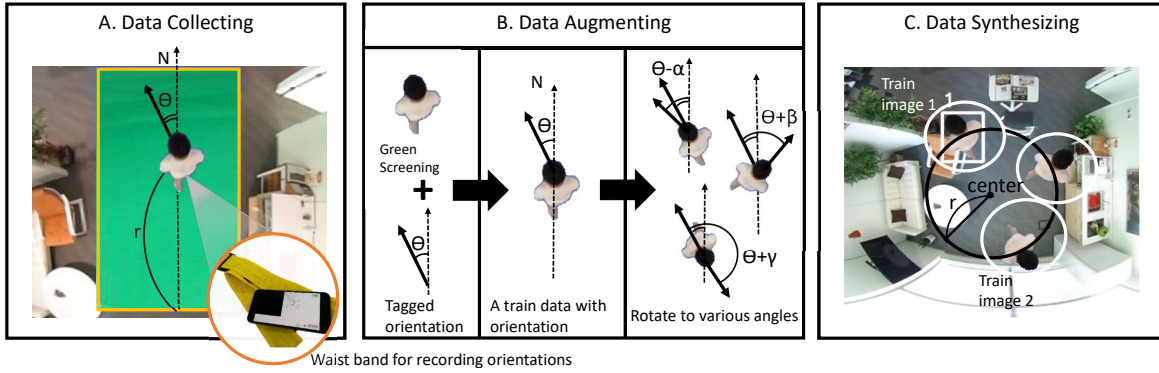 A. Data Collecting
N
Θ
r
Waist band for recording orientations
B. Data Augmenting
Green
Screening
+
Θ
Tagged
orientation
N
Θ
A train data with
orientation
Θ-α
Θ+β
Θ+γ
Rotate to various angles
C. Data Synthesizing
Train
image 1
1
center
r
Train
image 2